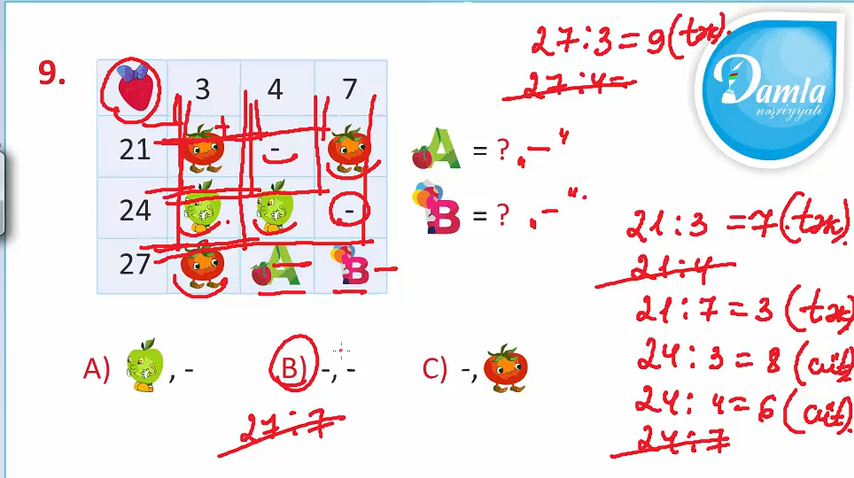 27:3=9(tək).
27:4=
9.
3 4 7
21 -
24 -
27 A B
A = ? „-"
B = ? „-"
Damla
nəşriyyatı
21:3=7(tək)
21:4
21:7=3(tək)
24:3=8(cüt)
24:4=6(cüt).
24:7
A) , -
B) -, -
C) -,
27:7